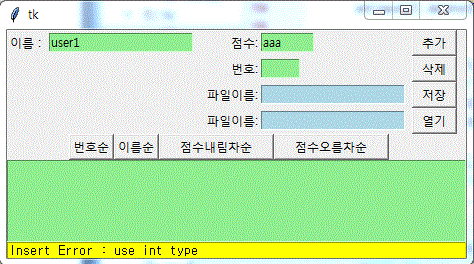 tk
이름 : user1 점수: aaa 추가
번호: 삭제
파일이름: 저장
파일이름: 열기
번호순 이름순 점수내림차순 점수오름차순
Insert Error : use int type